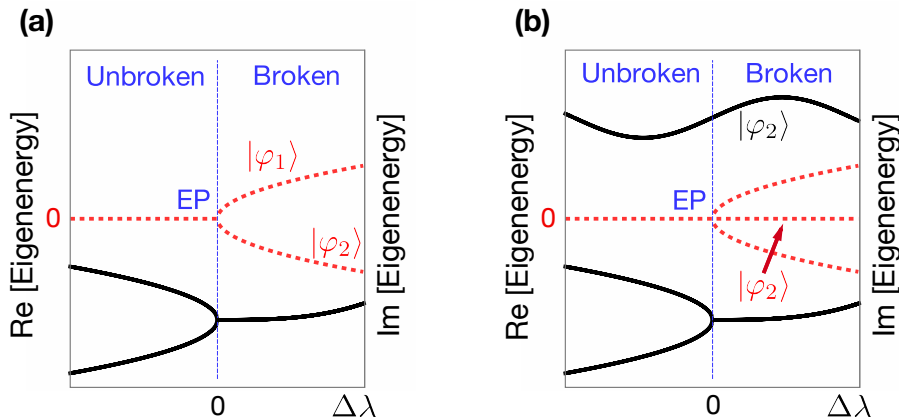 (a)
Unbroken
Broken
|φ₁⟩
EP
|φ₂⟩
0
Re [Eigenenergy]
Im [Eigenenergy]
0
Δλ
(b)
Unbroken
Broken
|φ₂⟩
EP
0
|φ₂⟩
Re [Eigenenergy]
Im [Eigenenergy]
0
Δλ